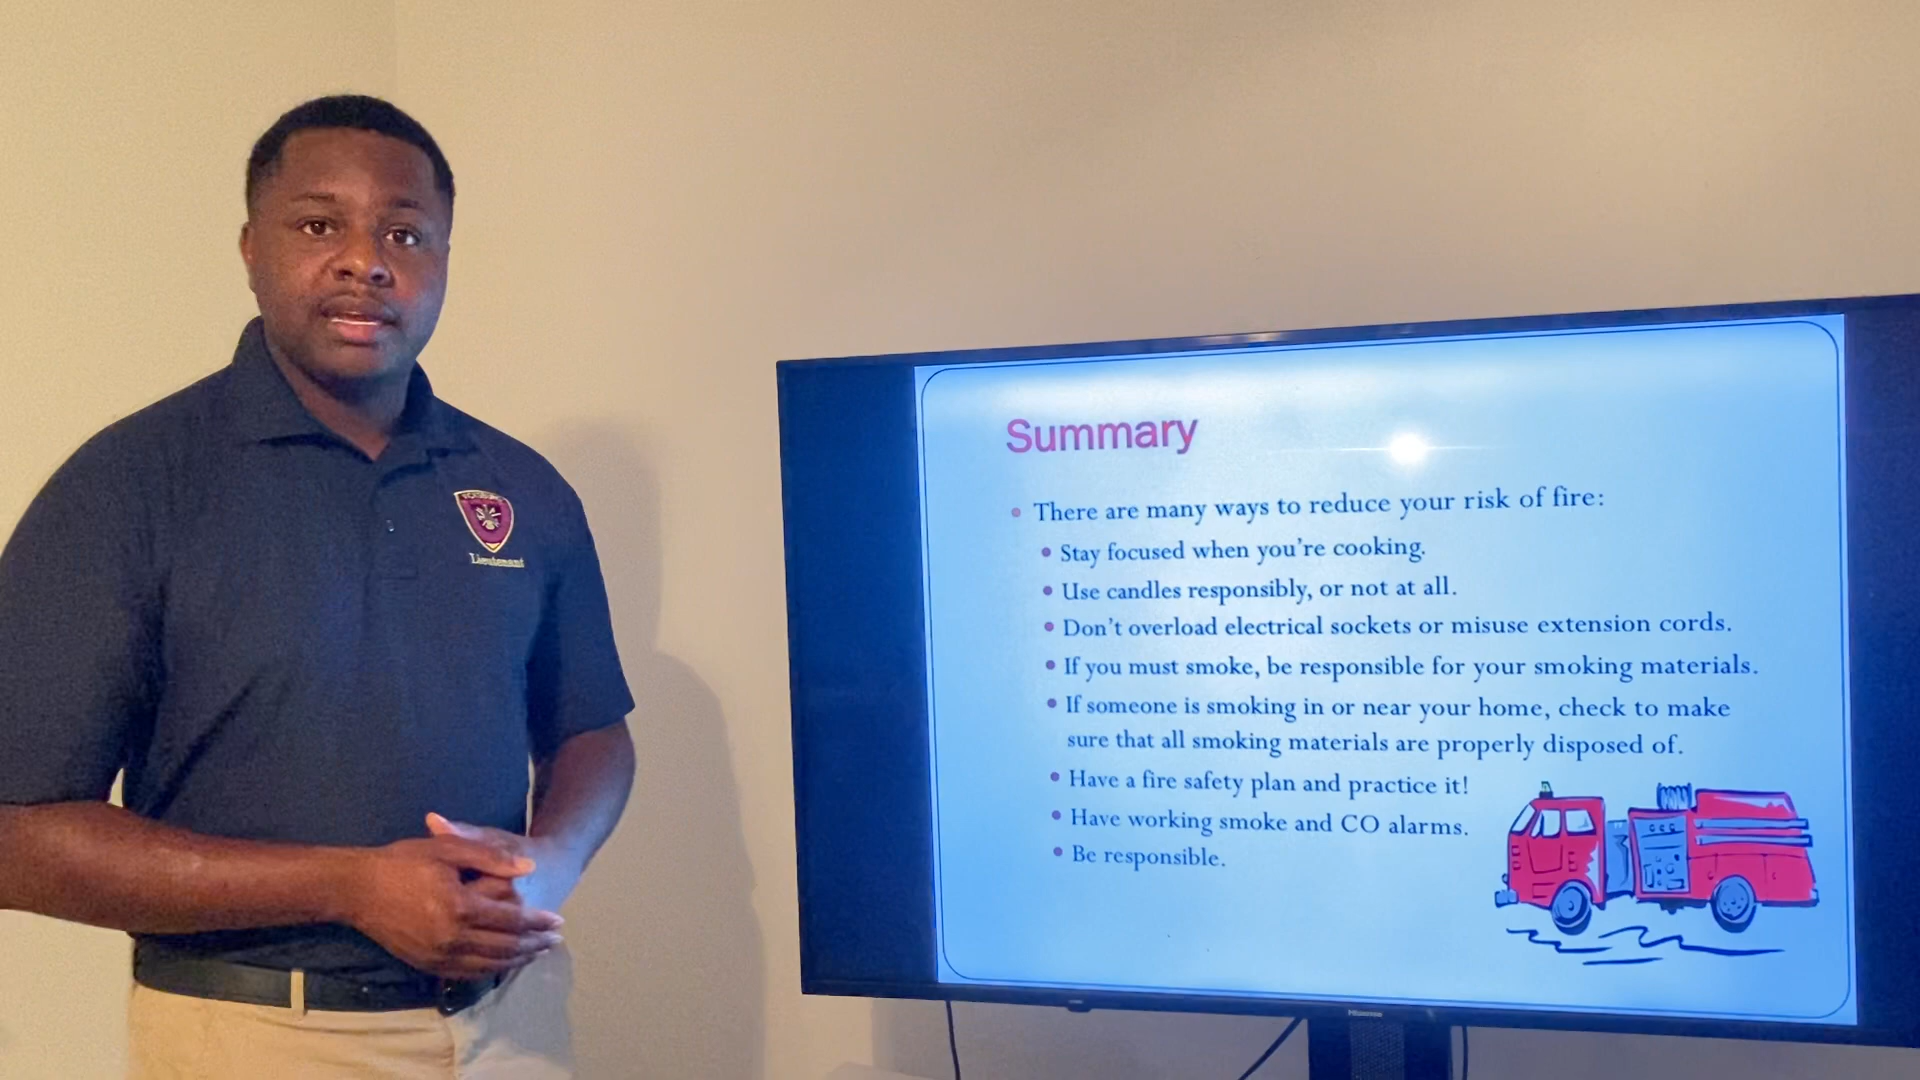 Summary
• There are many ways to reduce your risk of fire:
• Stay focused when you're cooking.
• Use candles responsibly, or not at all.
• Don't overload electrical sockets or misuse extension cords.
• If you must smoke, be responsible for your smoking materials.
• If someone is smoking in or near your home, check to make
sure that all smoking materials are properly disposed of.
• Have a fire safety plan and practice it!
• Have working smoke and CO alarms.
• Be responsible.
Lieutenant
Hisense